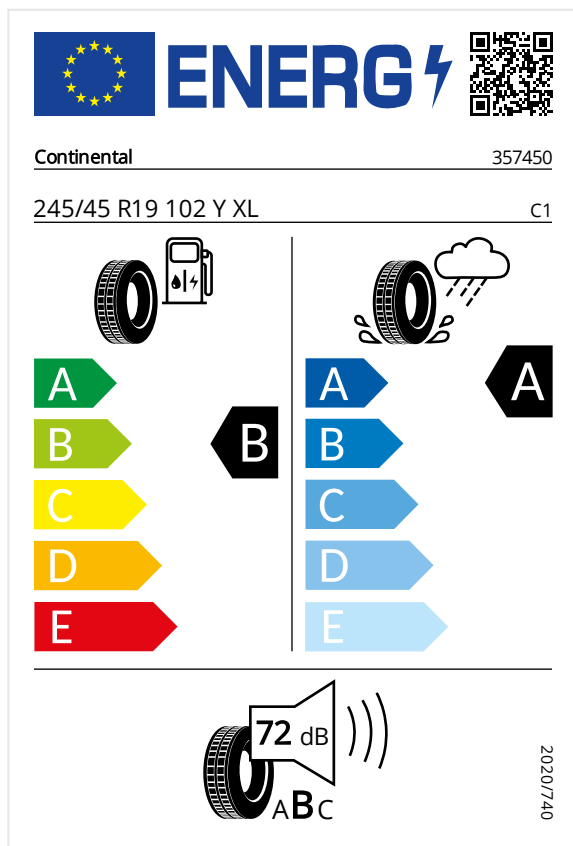 ENERG
Continental 357450
245/45 R19 102 Y XL C1
A A A
B B B
C C
D D
E E
72 dB
ABC
2020/740